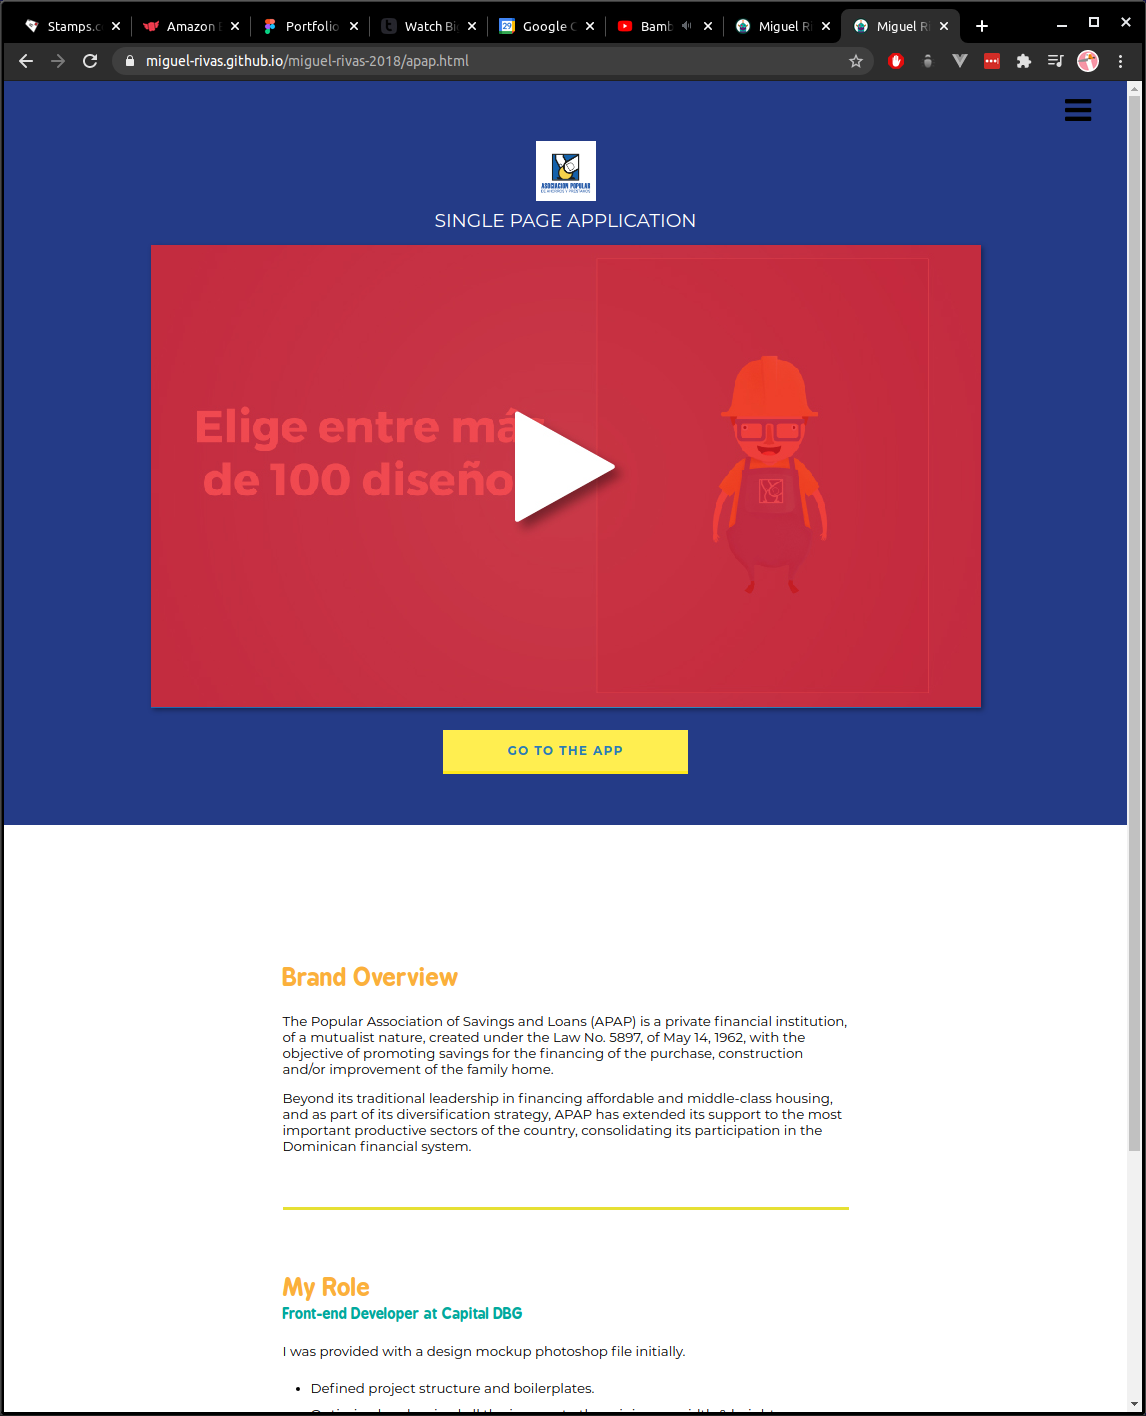 Stamps.c
Amazon
Portfolio
Watch Bi
Google C
Bamb
Miguel Ri
Miguel Ri
miguel-rivas.github.io/miguel-rivas-2018/apap.html
ASOCIACION POPULAR
DE AHORROS Y PRÉSTAMOS
SINGLE PAGE APPLICATION
Elige entre más
de 100 diseño
GO TO THE APP
Brand Overview
The Popular Association of Savings and Loans (APAP) is a private financial institution,
of a mutualist nature, created under the Law No. 5897, of May 14, 1962, with the
objective of promoting savings for the financing of the purchase, construction
and/or improvement of the family home.
Beyond its traditional leadership in financing affordable and middle-class housing,
and as part of its diversification strategy, APAP has extended its support to the most
important productive sectors of the country, consolidating its participation in the
Dominican financial system.
My Role
Front-end Developer at Capital DBG
I was provided with a design mockup photoshop file initially.
• Defined project structure and boilerplates.